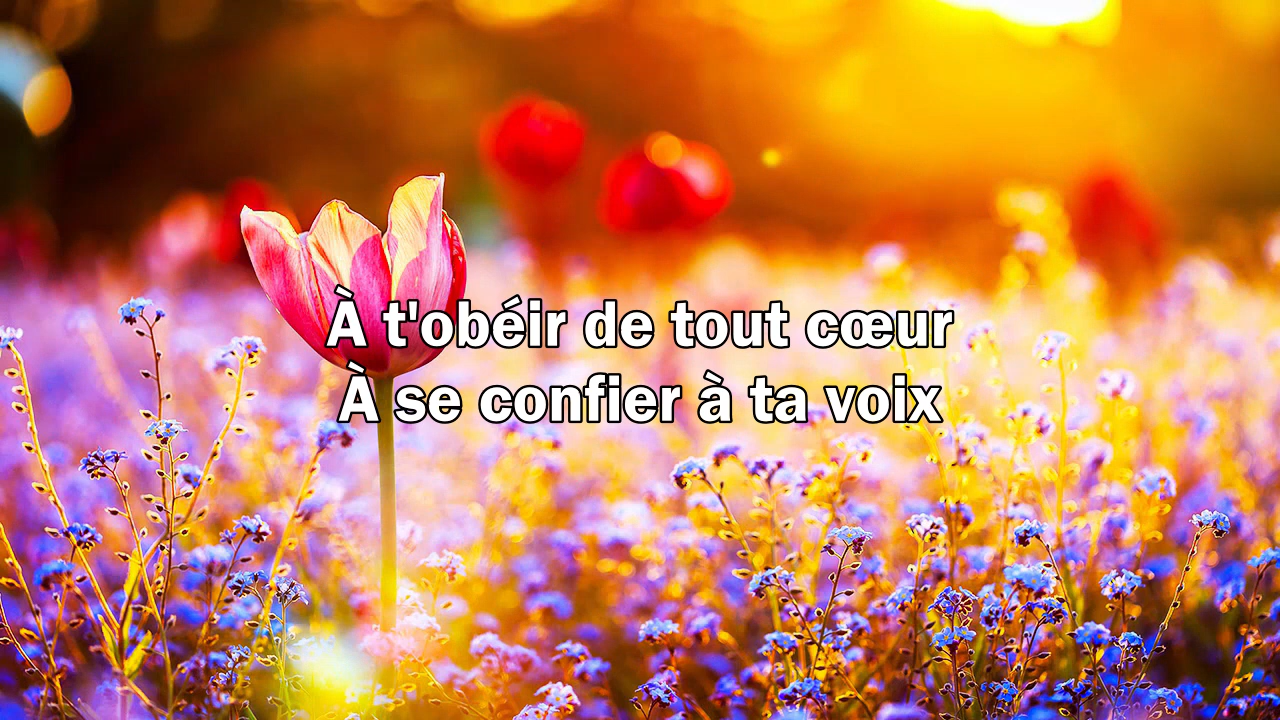 À t'obéir de tout cœur
À se confier à ta voix